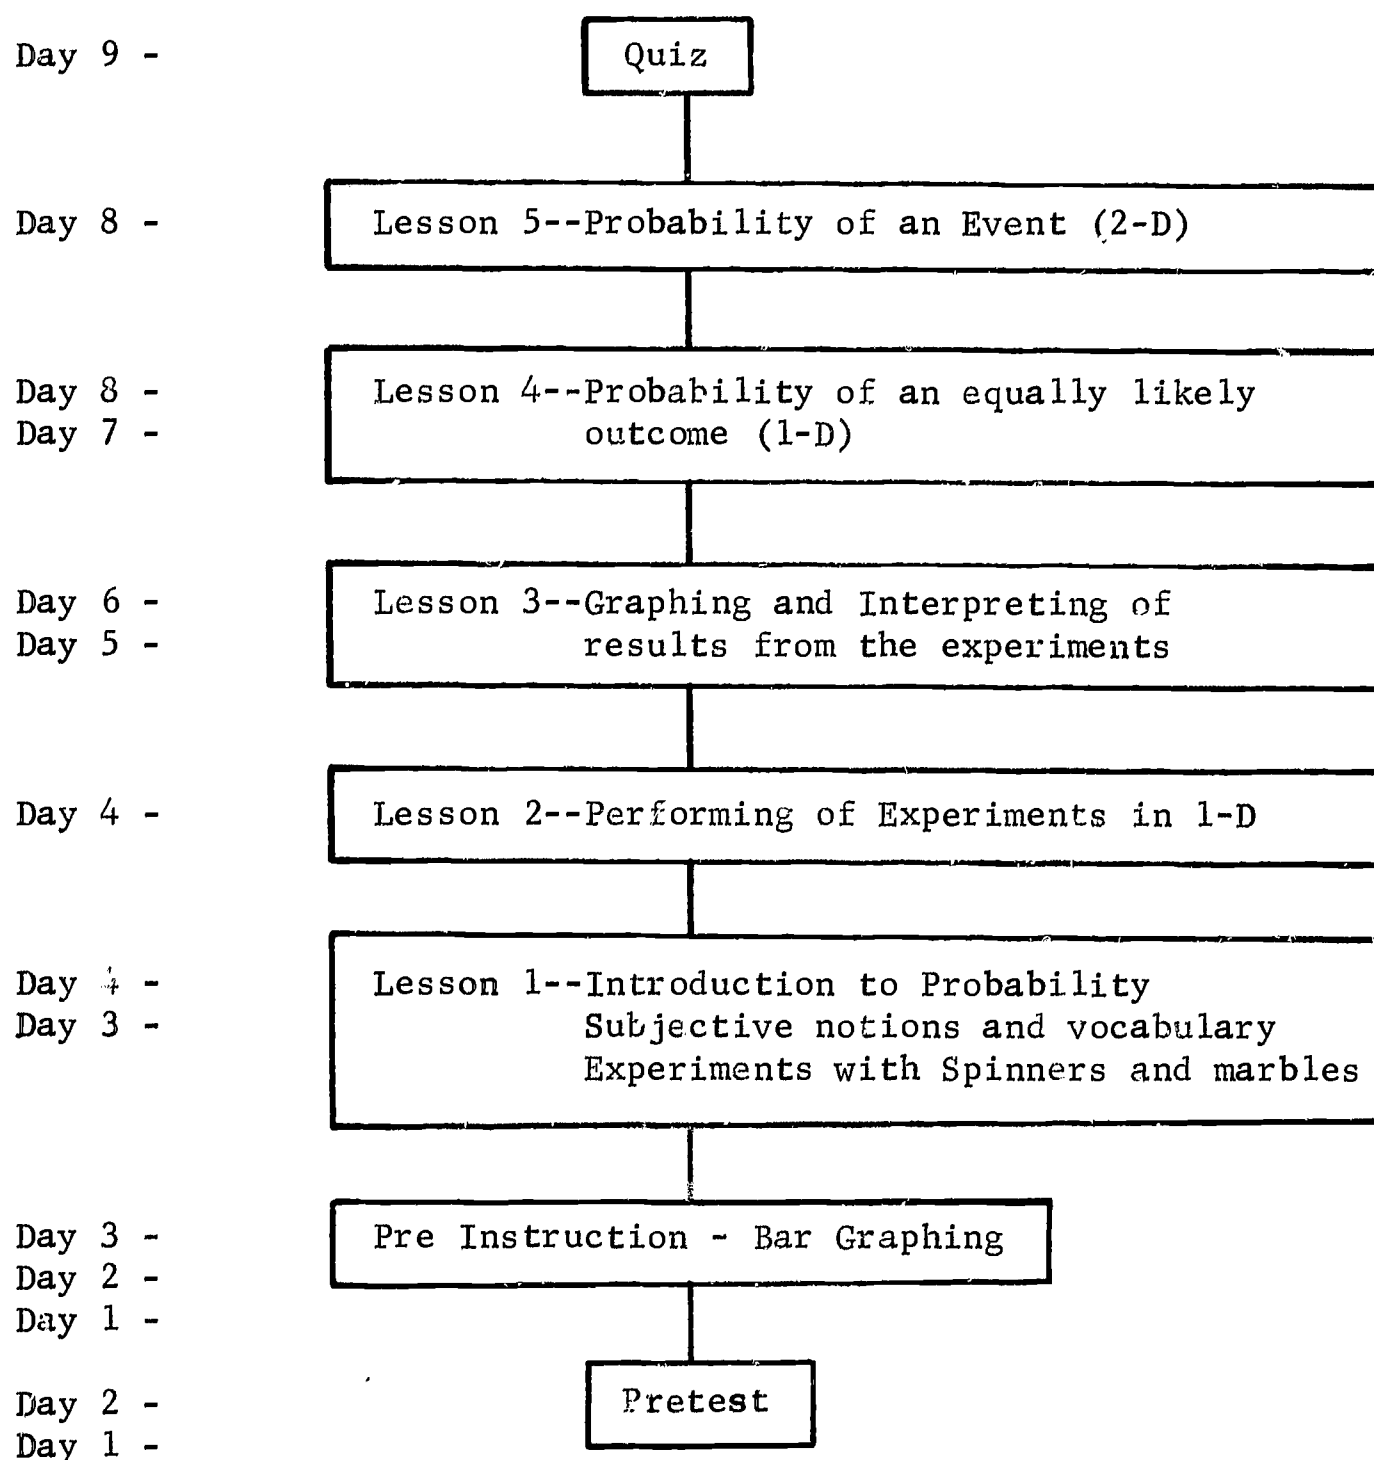 Day 9 - Quiz
Day 8 - Lesson 5--Probability of an Event (2-D)
Day 8 - Lesson 4--Probability of an equally likely
Day 7 - outcome (1-D)
Day 6 - Lesson 3--Graphing and Interpreting of
Day 5 - results from the experiments
Day 4 - Lesson 2--Performing of Experiments in 1-D
Day 4 - Lesson 1--Introduction to Probability
Day 3 - Subjective notions and vocabulary
Experiments with Spinners and marbles
Day 3 - Pre Instruction - Bar Graphing
Day 2 -
Day 1 -
Day 2 - Pretest
Day 1 -